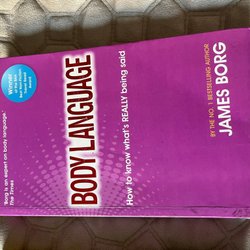 'Borg is an expert on body language.'
The Times
Winner
BODY LANGUAGE
How to know what's REALLY being said
BY THE NO. 1 BESTSELLING AUTHOR
JAMES BORG